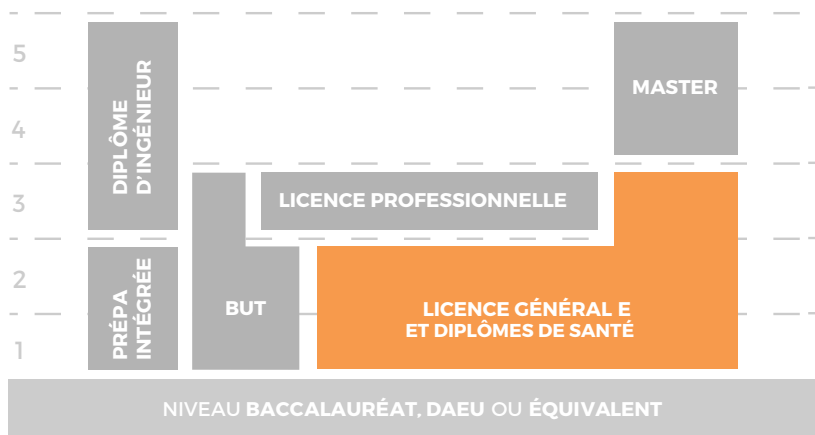 5
4
3
2
1
DIPLÔME
D'INGÉNIEUR
MASTER
LICENCE PROFESSIONNELLE
PRÉPA
INTÉGRÉE
BUT
LICENCE GÉNÉRAL E
ET DIPLÔMES DE SANTÉ
NIVEAU BACCALAURÉAT, DAEU OU ÉQUIVALENT